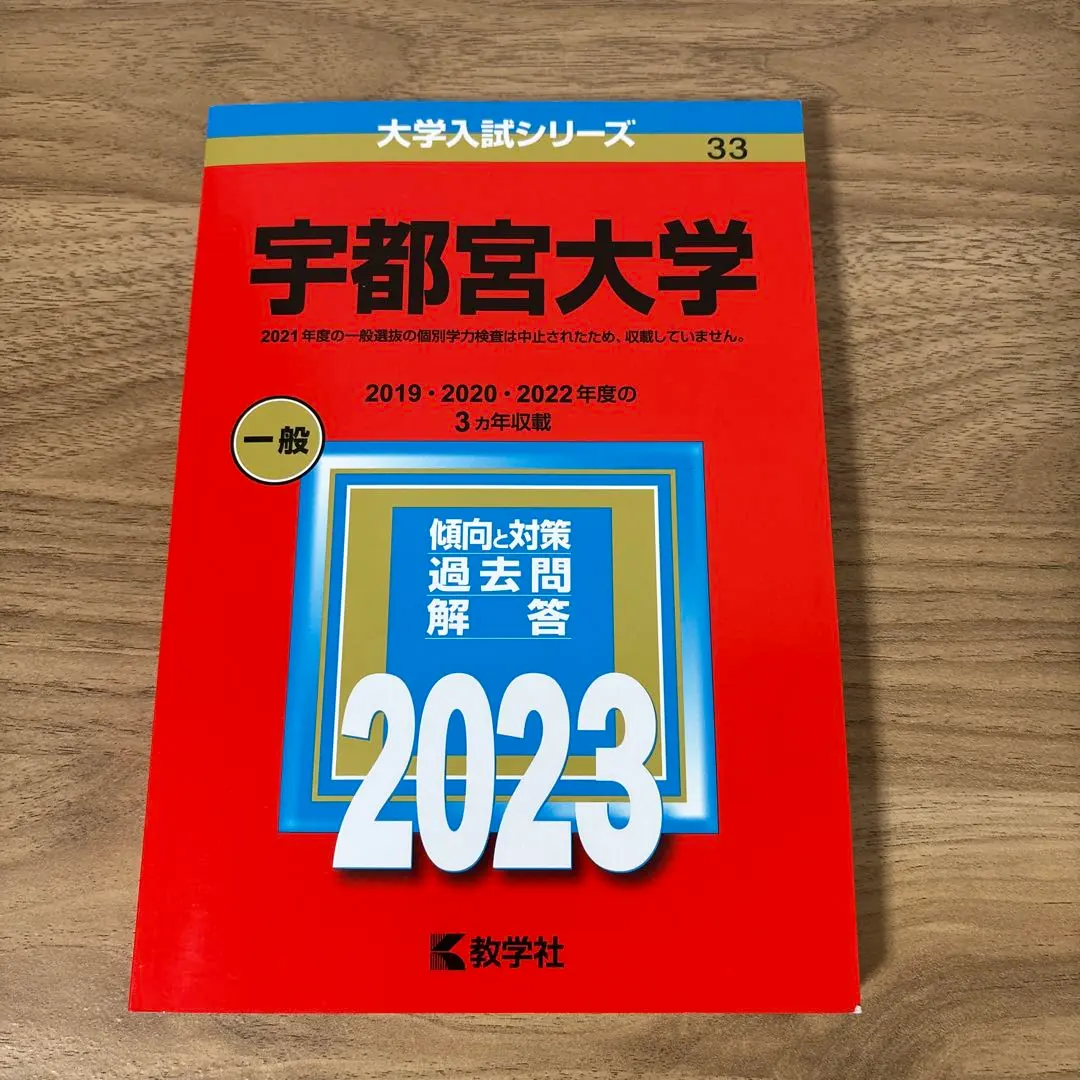 大学入試シリーズ
33
宇都宮大学
2021年度の一般選抜の個別学力検査は中止されたため、収載していません。
2019・2020・2022年度の
3ヵ年収載
一般
傾向と対策
過去問
解答
2023
教学社